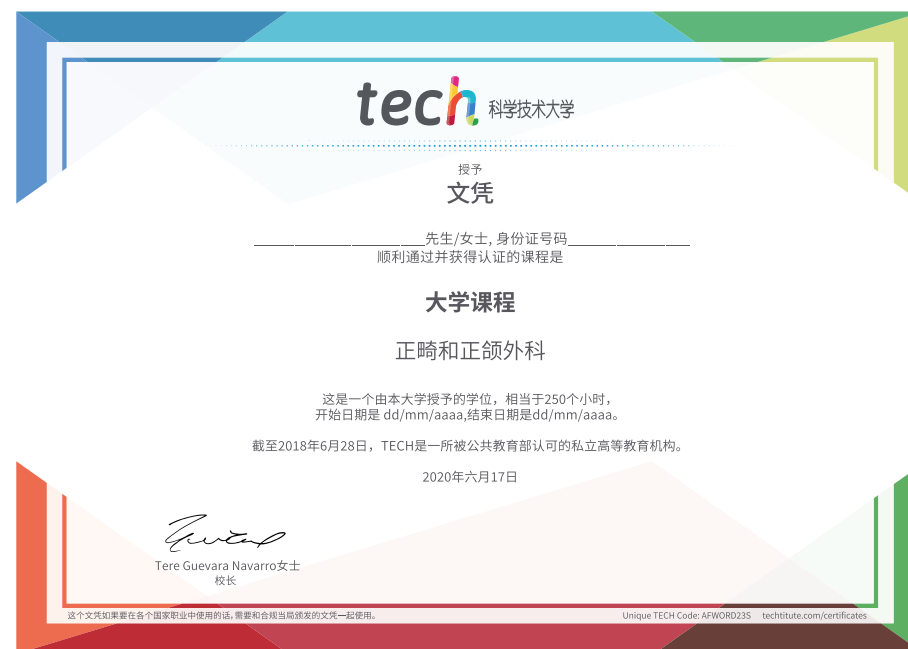 tech 科学技术大学
授予
文凭
____________________先生/女士, 身份证号码______________
顺利通过并获得认证的课程是
大学课程
正畸和正颌外科
这是一个由本大学授予的学位，相当于250个小时，
开始日期是 dd/mm/aaaa,结束日期是dd/mm/aaaa。
截至2018年6月28日，TECH是一所被公共教育部认可的私立高等教育机构。
2020年六月17日
Tere Guevara Navarro女士
校长
这个文凭如果要在各个国家职业中使用的话,需要和合规当局颁发的文凭一起使用。
Unique TECH Code: AFWORD23S techtitute.com/certificates